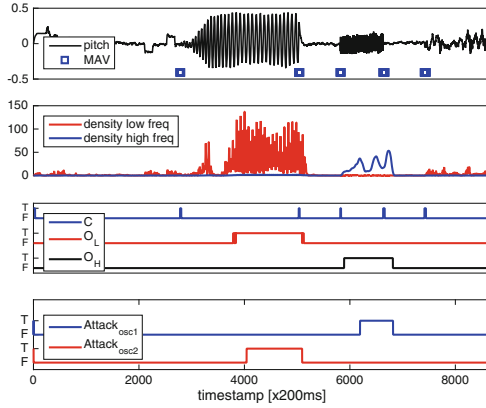 0.5
0
-0.5
pitch
MAV
150
100
50
0
density low freq
density high freq
T
F
T
F
T
F
C
O_L
O_H
T
F
T
F
Attack_osc1
Attack_osc2
0 2000 4000 6000 8000
timestamp [x200ms]